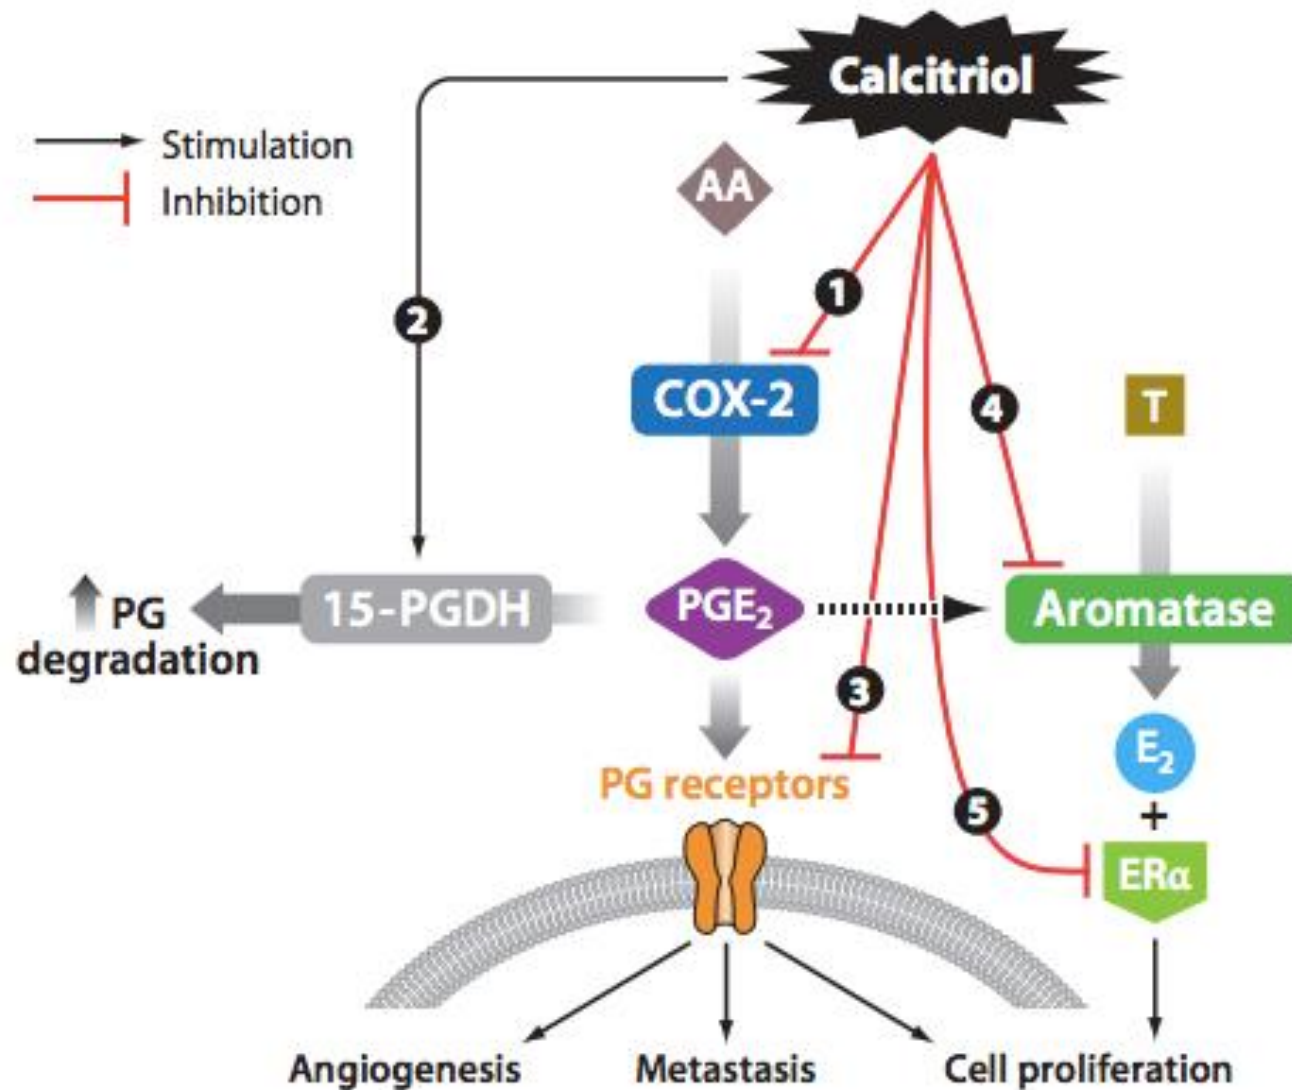 Calcitriol
Stimulation
Inhibition
AA
1
2
COX-2
4
T
PG
degradation
15-PGDH
PGE₂
Aromatase
3
E₂
PG receptors
+
5
ERα
Angiogenesis
Metastasis
Cell proliferation